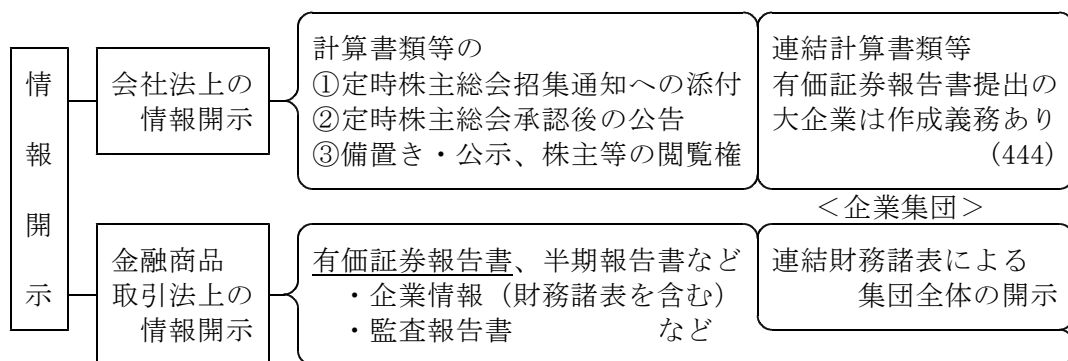 情報開示
会社法上の
情報開示
計算書類等の
①定時株主総会招集通知への添付
②定時株主総会承認後の公告
③備置き・公示、株主等の閲覧権
連結計算書類等
有価証券報告書提出の
大企業は作成義務あり
(444)
＜企業集団＞
金融商品
取引法上の
情報開示
有価証券報告書、半期報告書など
・企業情報（財務諸表を含む）
・監査報告書 など
連結財務諸表による
集団全体の開示